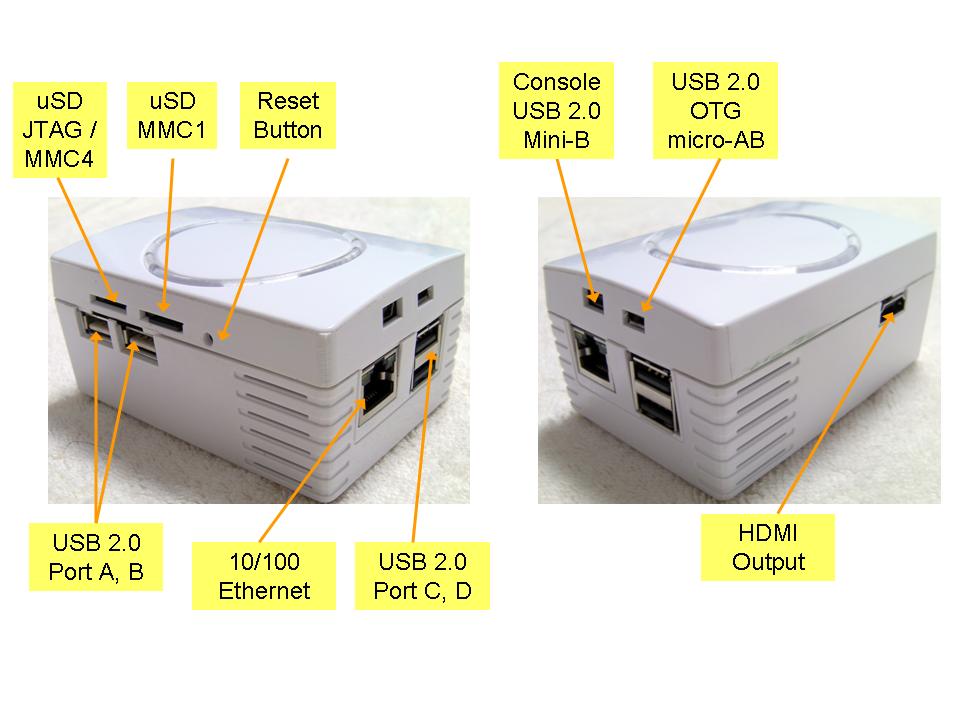 uSD
JTAG /
MMC4
uSD
MMC1
Reset
Button
Console
USB 2.0
Mini-B
USB 2.0
OTG
micro-AB
USB 2.0
Port A, B
10/100
Ethernet
USB 2.0
Port C, D
HDMI
Output